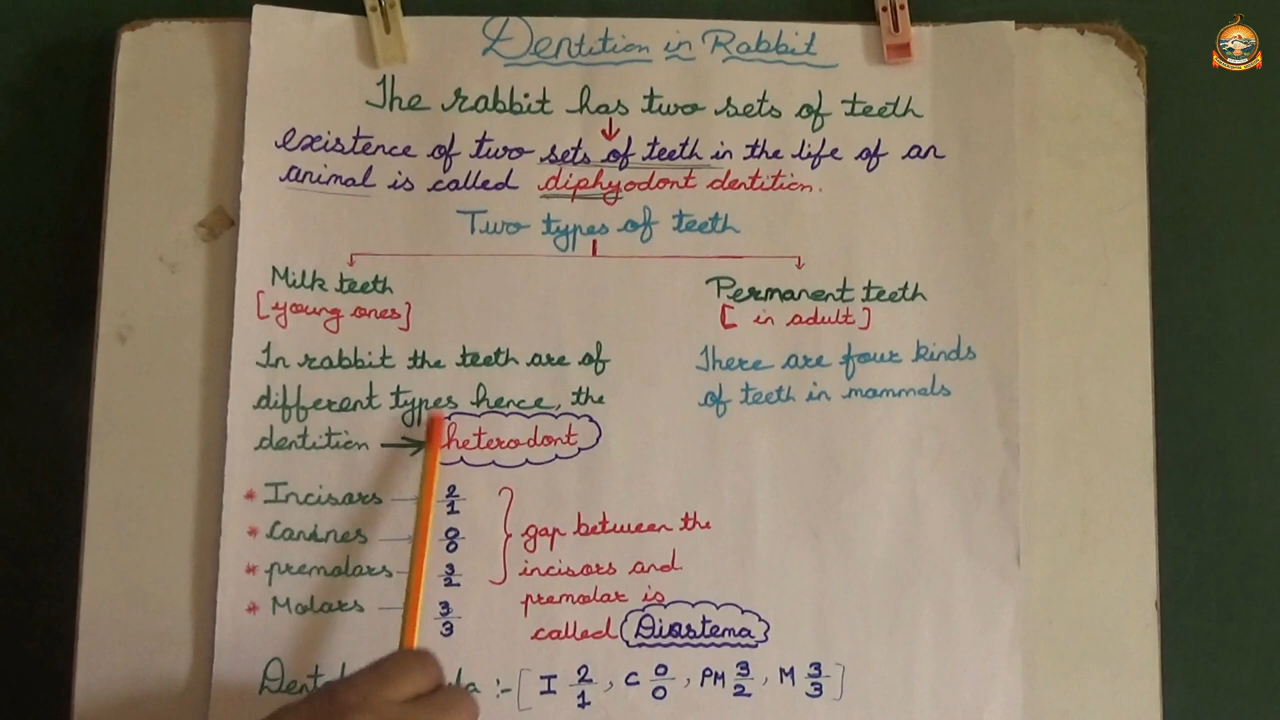 Dentition in Rabbit
The rabbit has two sets of teeth
existence of two sets of teeth in the life of an
animal is called diphyodont dentition.
Two types of teeth
Milk teeth
[young ones]
Permanent teeth
[in adult]
In rabbit the teeth are of
different types hence, the
dentition → heterodont
There are four kinds
of teeth in mammals
* Incisors → 2/1
* Canines → 0/0
* premolars → 3/2
* Molars → 3/3
gap between the
incisors and
premolar is
called Diastema
:- [ I 2/1, C 0/0, PM 3/2, M 3/3 ]